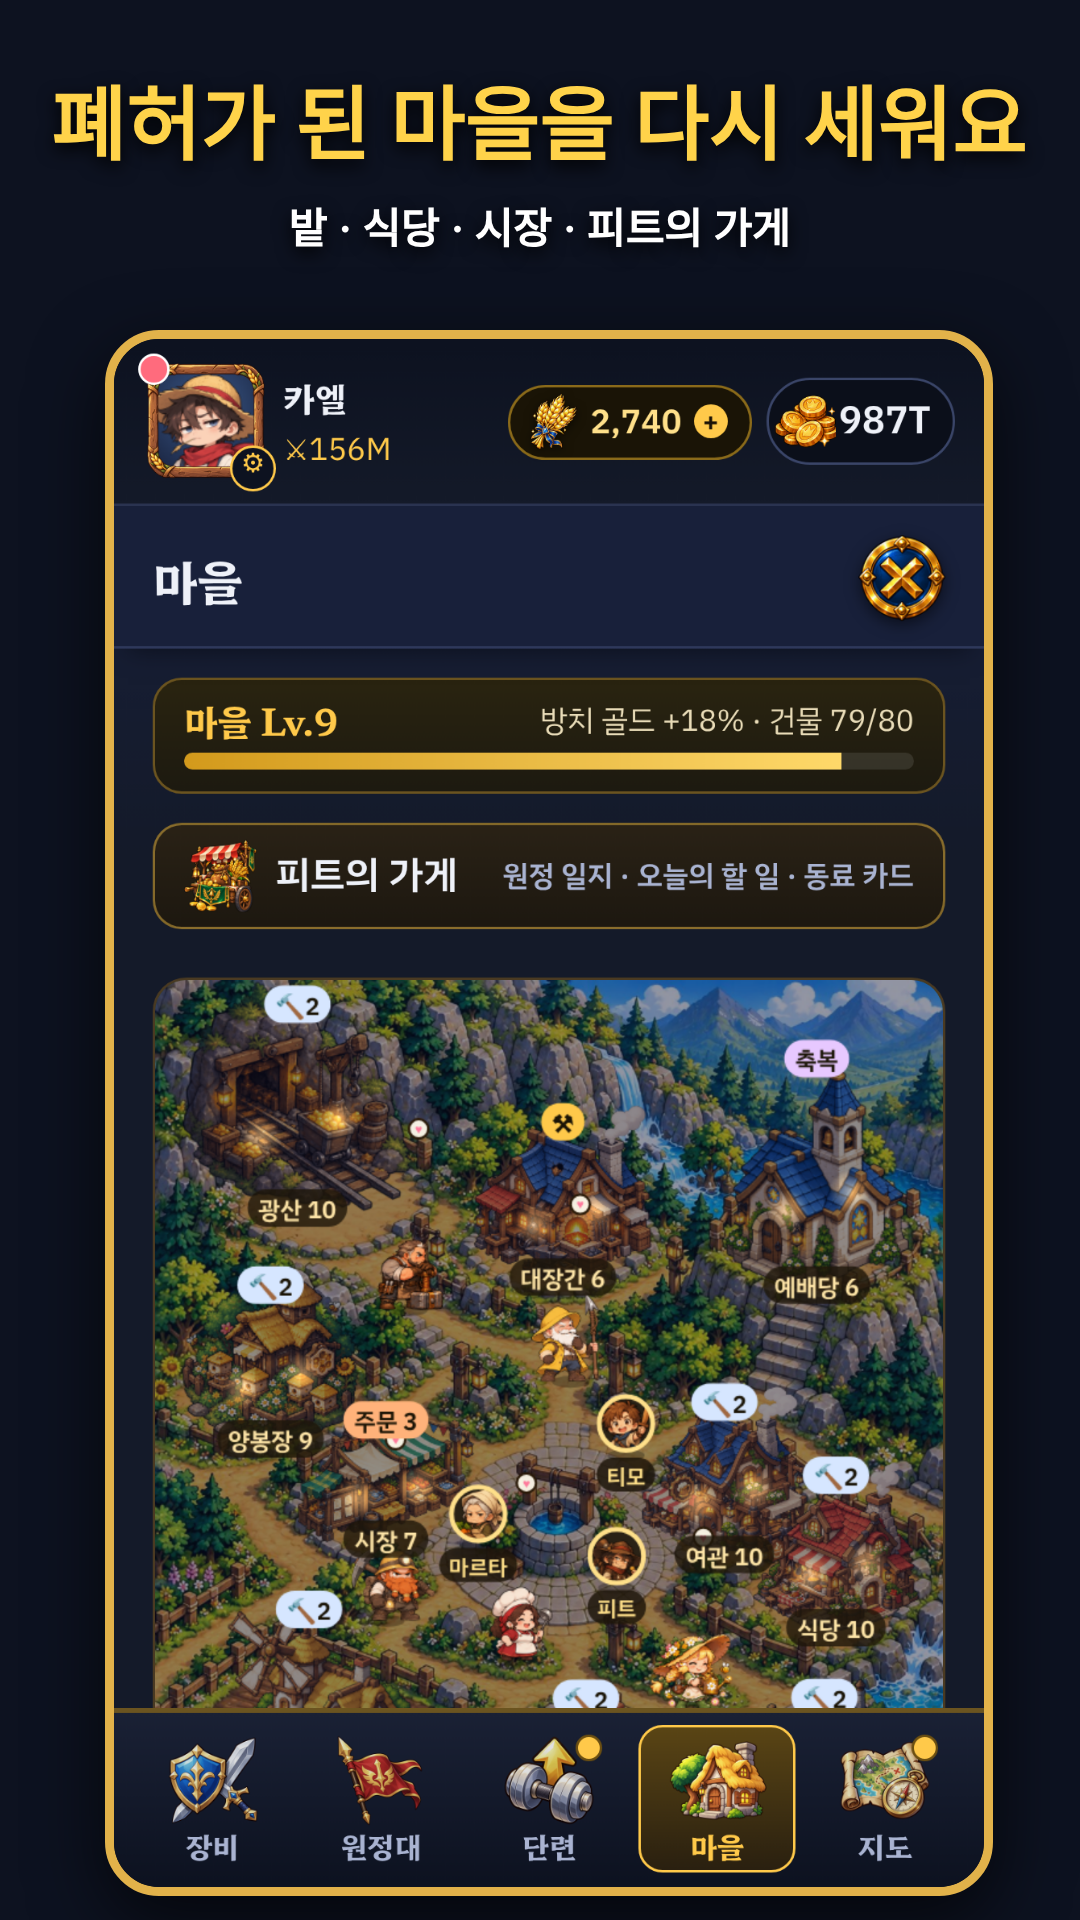 폐허가 된 마을을 다시 세워요
밭 · 식당 · 시장 · 피트의 가게
카엘
⚔156M
2,740 +
987T
마을
마을 Lv.9
방치 골드 +18% · 건물 79/80
피트의 가게
원정 일지 · 오늘의 할 일 · 동료 카드
2
축복
광산 10
대장간 6
예배당 6
2
양봉장 9
주문 3
티모
2
2
시장 7
마르타
여관 10
피트
식당 10
2
2
2
장비
원정대
단련
마을
지도